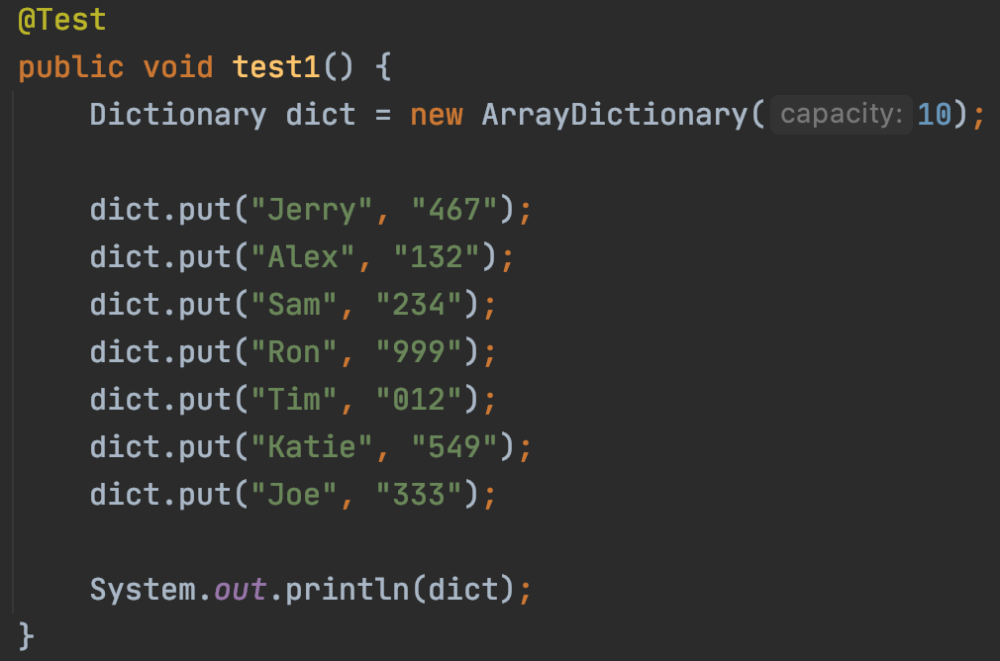 @Test
public void test1() {
    Dictionary dict = new ArrayDictionary( capacity: 10);

    dict.put("Jerry", "467");
    dict.put("Alex", "132");
    dict.put("Sam", "234");
    dict.put("Ron", "999");
    dict.put("Tim", "012");
    dict.put("Katie", "549");
    dict.put("Joe", "333");

    System.out.println(dict);
}